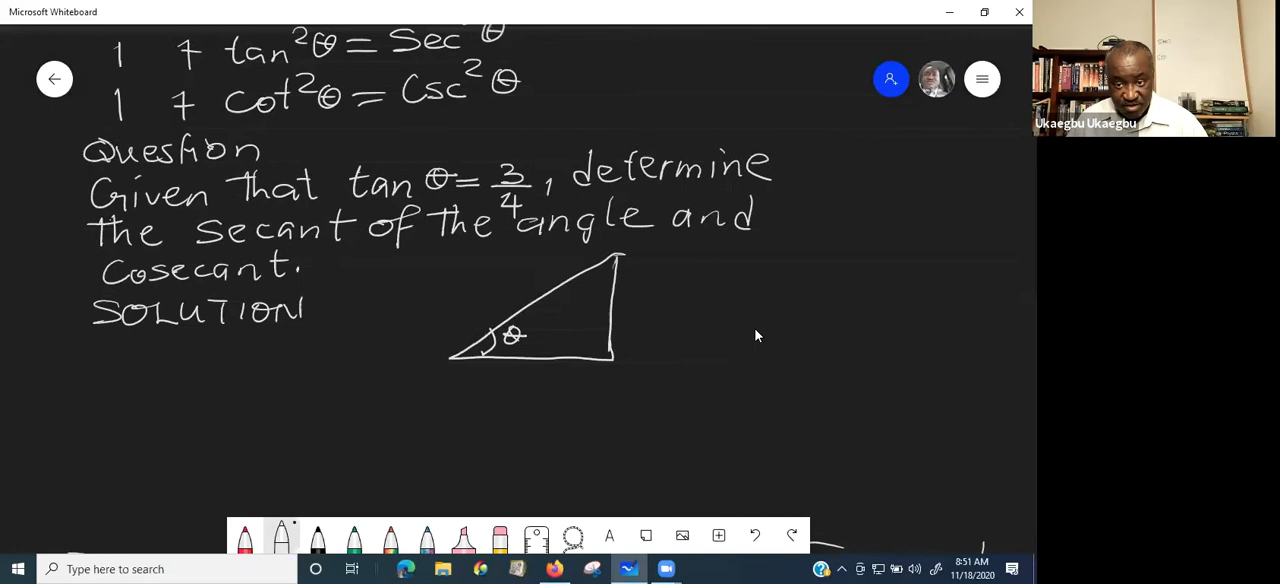 Microsoft Whiteboard
1 + tan²θ = Sec²θ
1 + cot²θ = Csc²θ
Question
Given that tan θ = 3/4, determine
the secant of the angle and
Cosecant.
SOLUTION
θ
Ukaegbu Ukaegbu
A
Type here to search
8:51 AM
11/18/2020